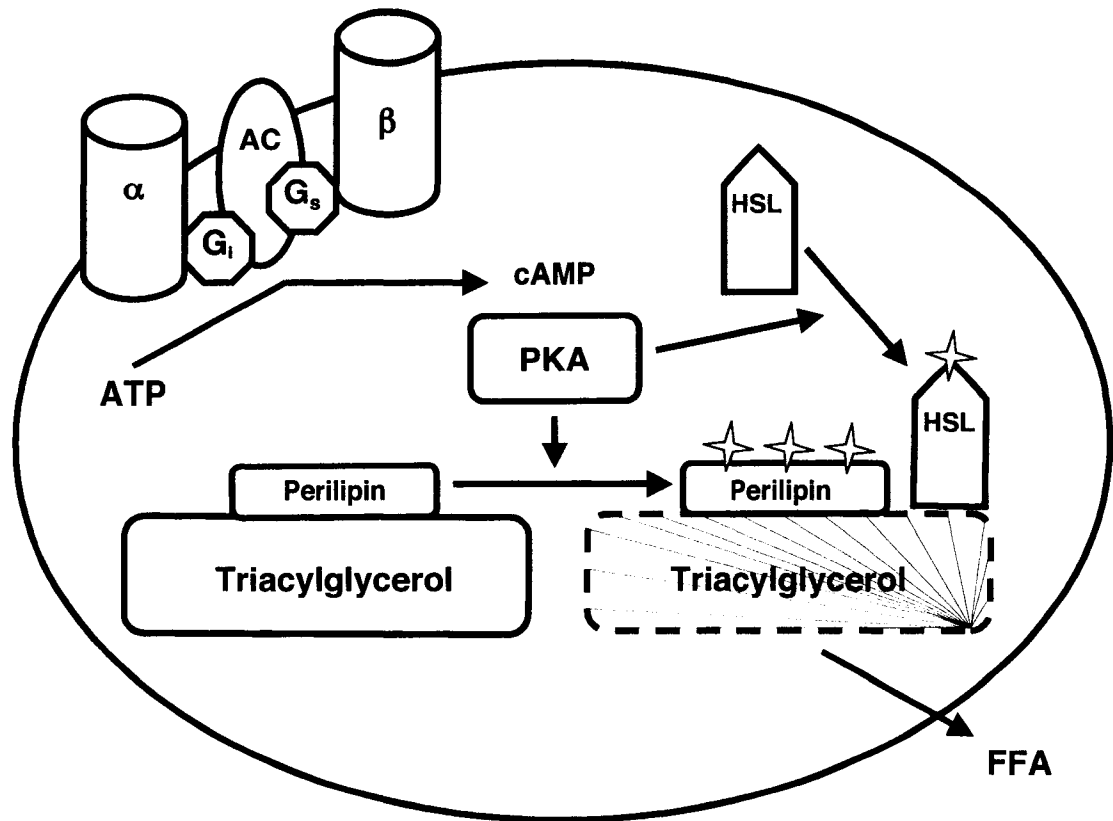 β
AC
α
Gs
Gi
HSL
cAMP
PKA
ATP
HSL
Perilipin
Perilipin
Triacylglycerol
Triacylglycerol
FFA